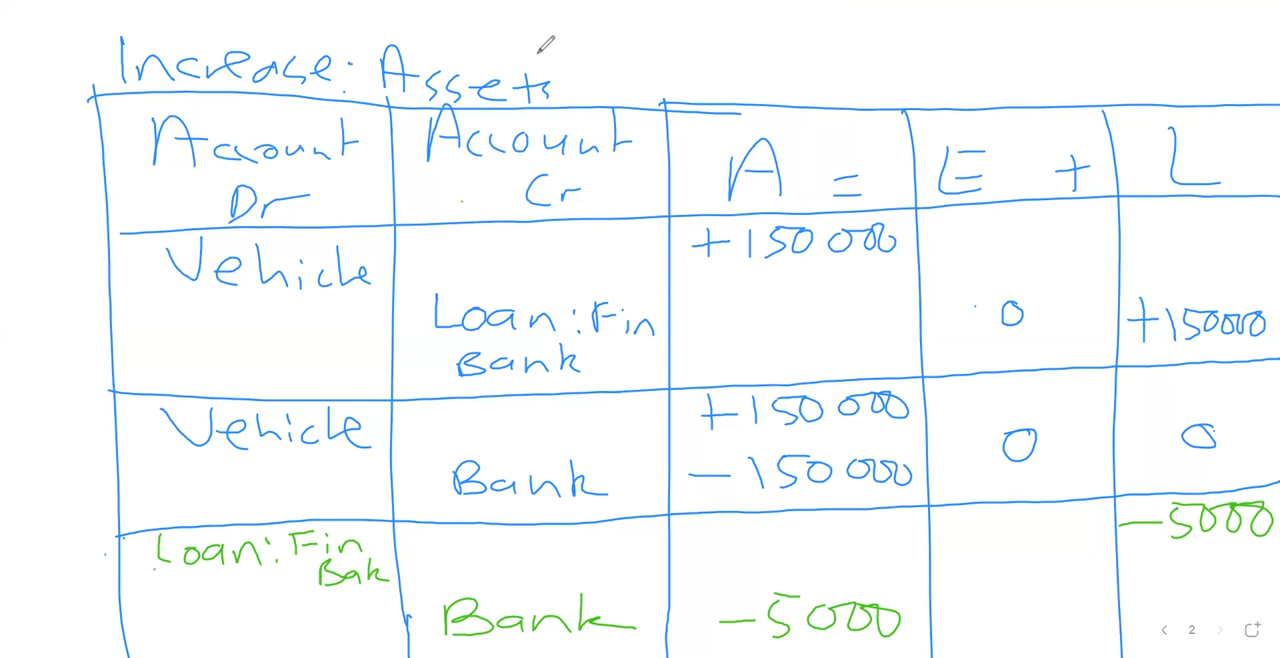 Increase: Assets
Account Dr
Account Cr
A = E + L
Vehicle +150 000
Loan: Fin Bank 0 +150000
Vehicle +150 000
Bank -150 000 0 0
Loan: Fin Bak -5000
Bank -5000
2